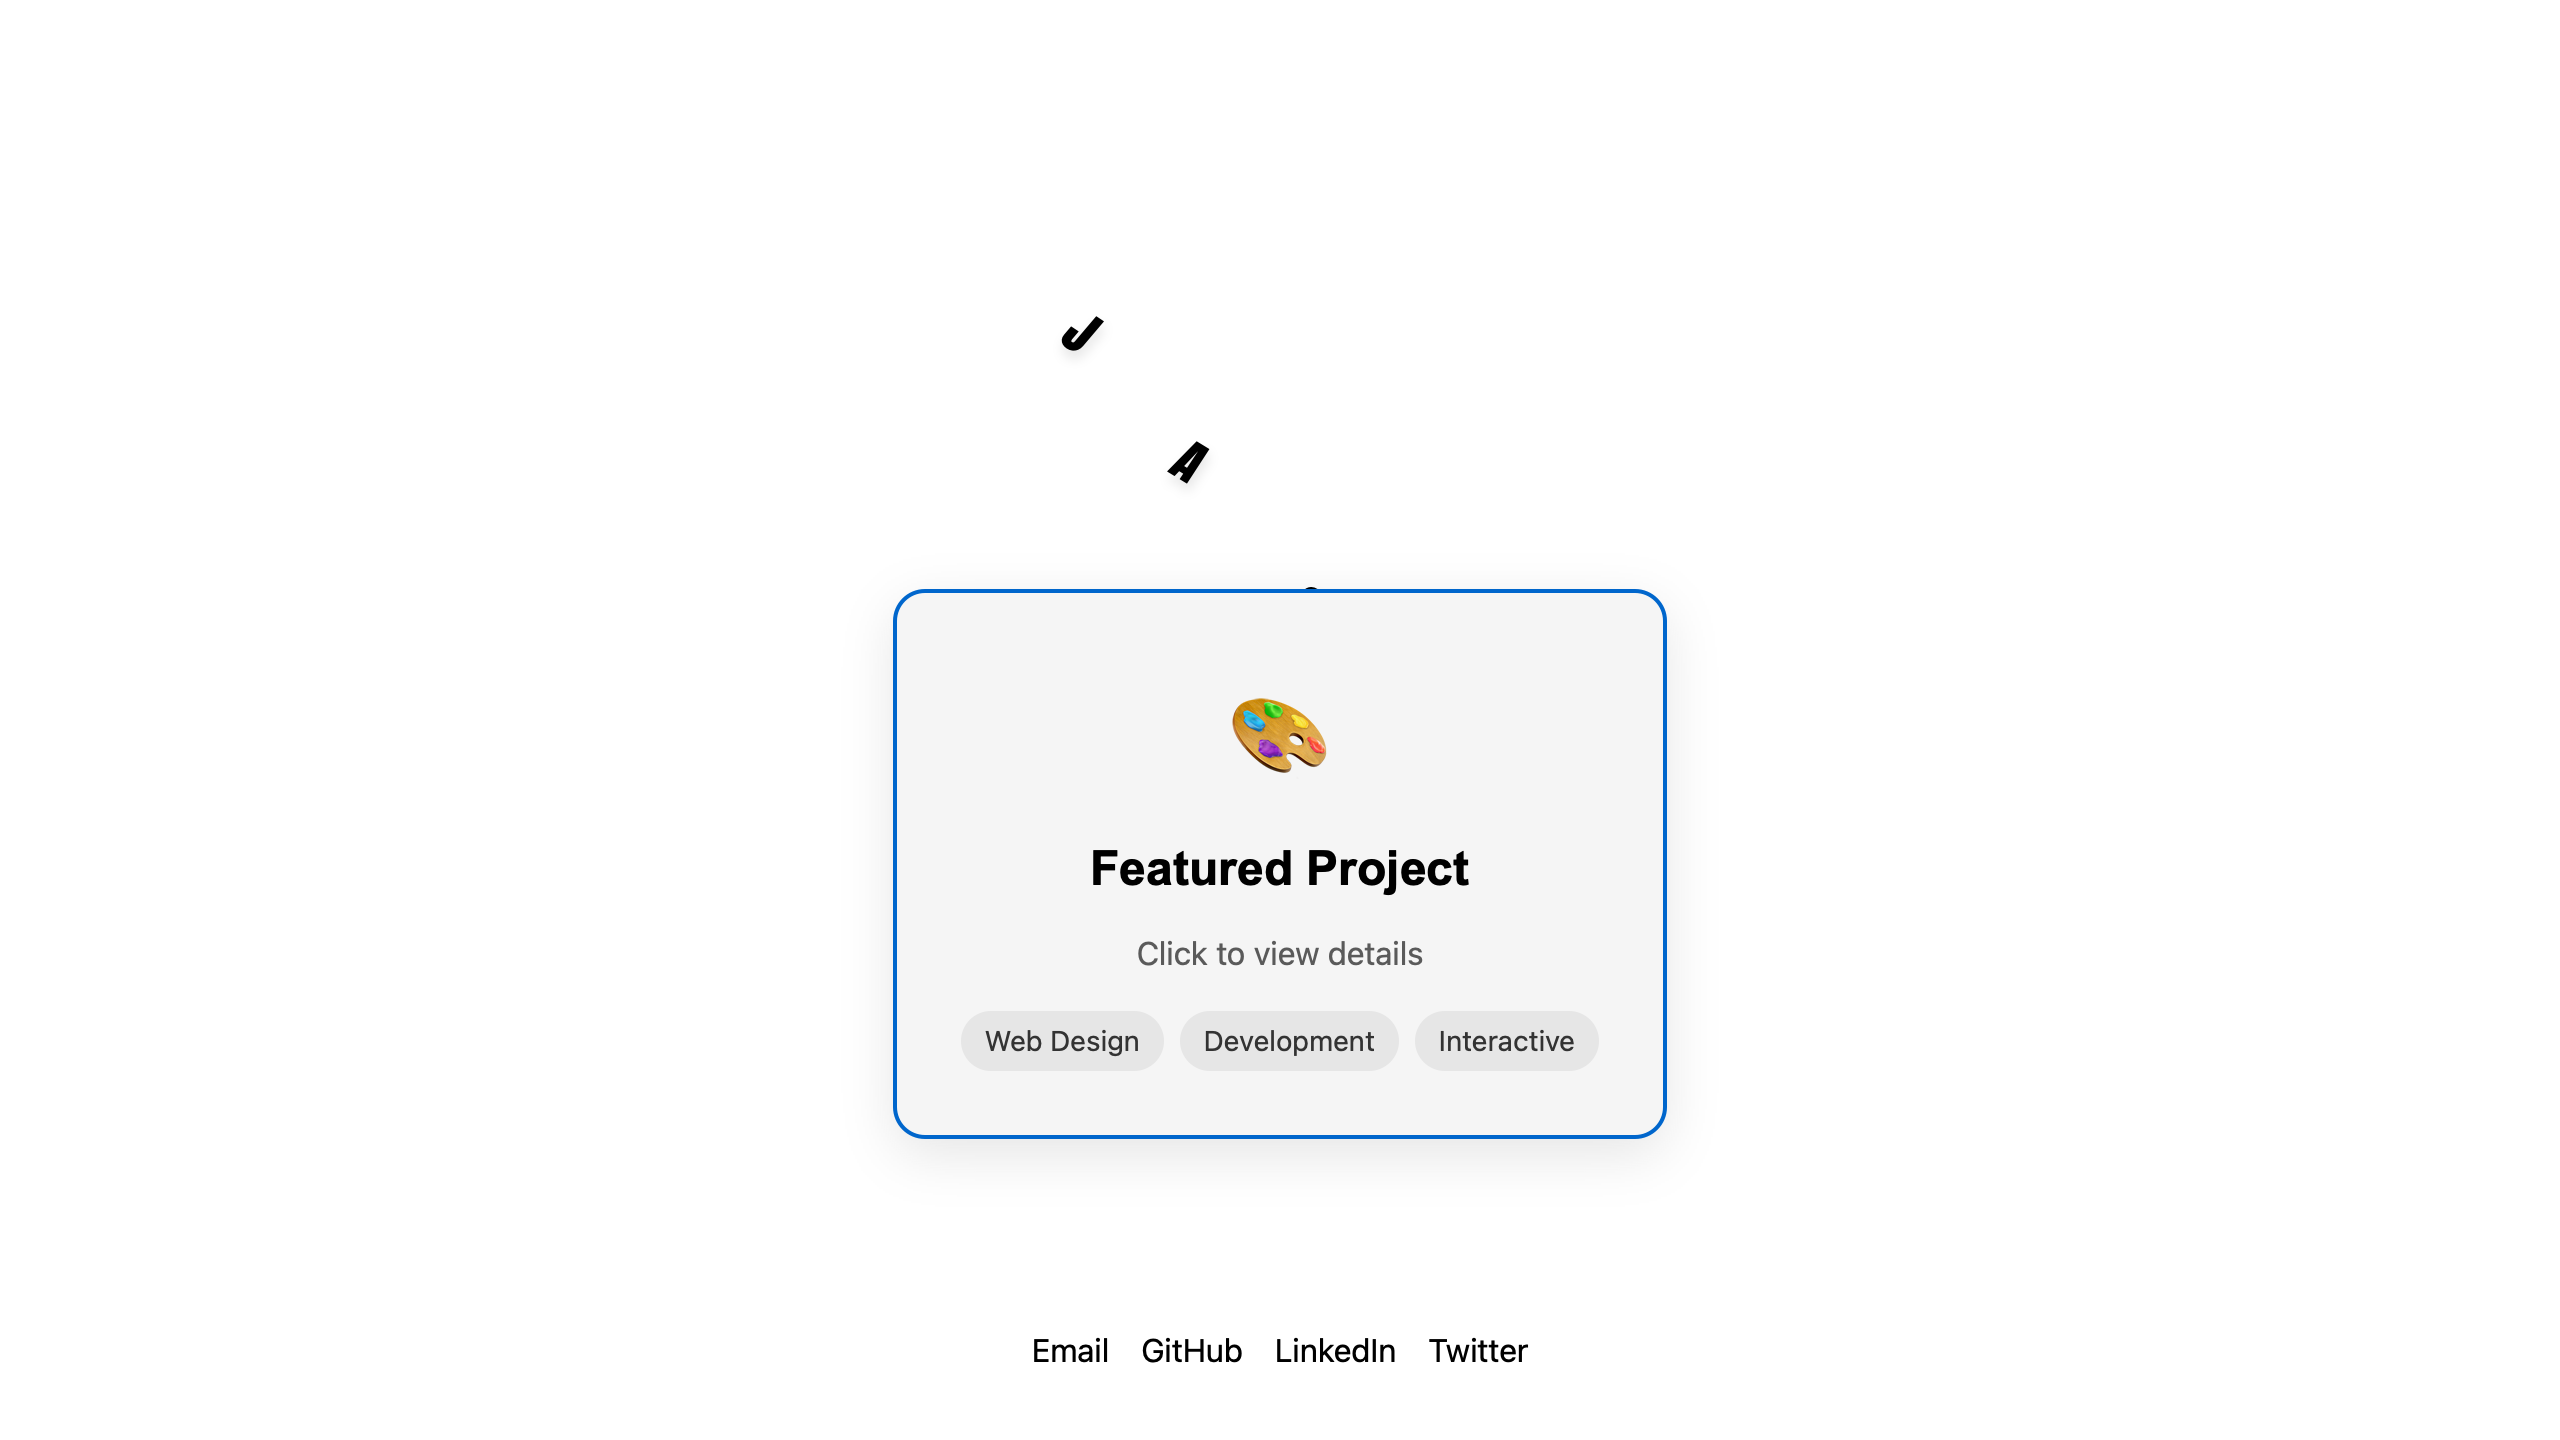 J
A
Featured Project
Click to view details
Web Design Development Interactive
Email GitHub LinkedIn Twitter